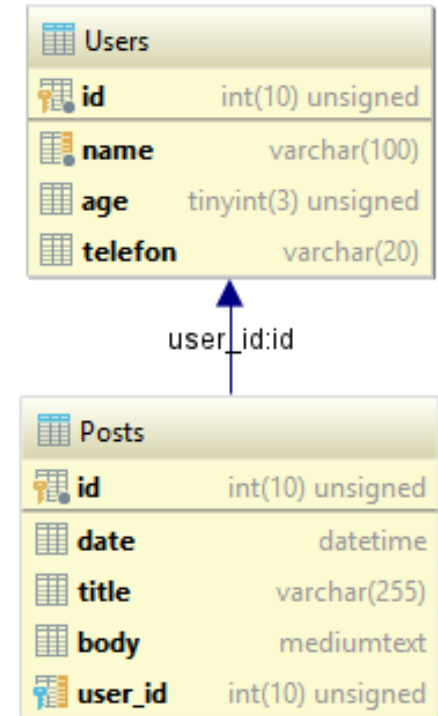 Users
id int(10) unsigned
name varchar(100)
age tinyint(3) unsigned
telefon varchar(20)
user_id:id
Posts
id int(10) unsigned
date datetime
title varchar(255)
body mediumtext
user_id int(10) unsigned